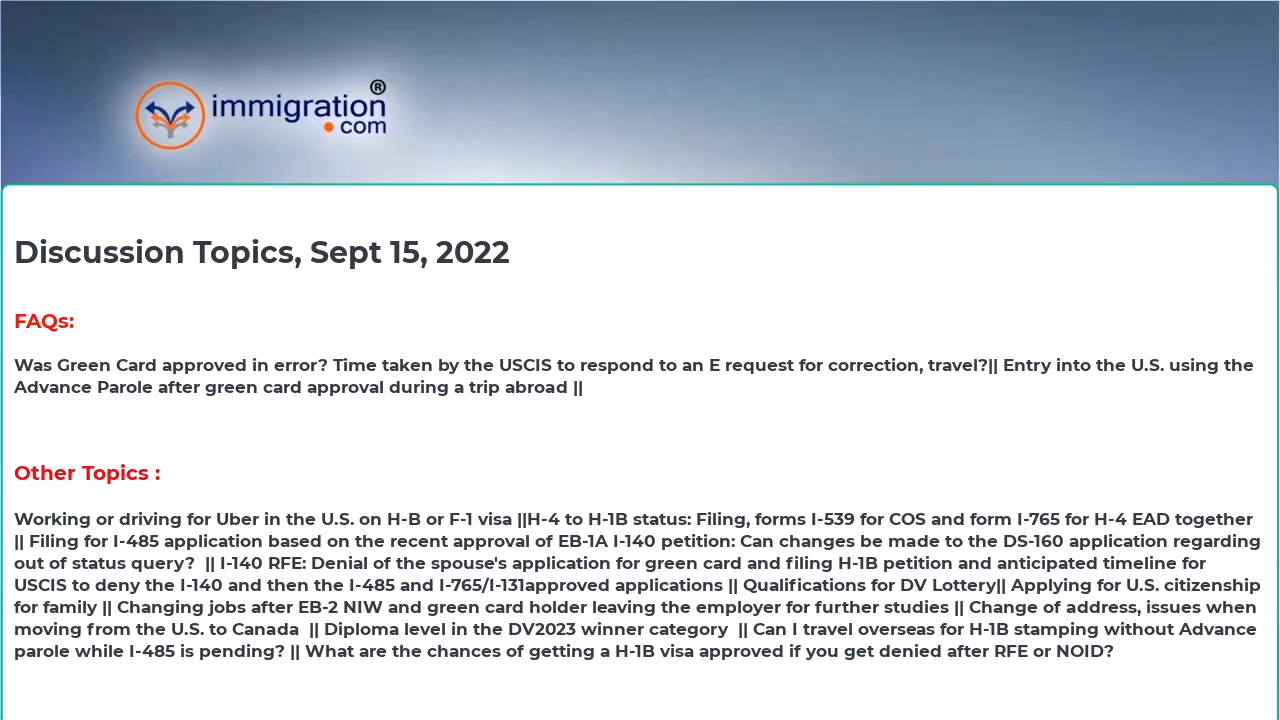 immigration®
.com
Discussion Topics, Sept 15, 2022
FAQs:
Was Green Card approved in error? Time taken by the USCIS to respond to an E request for correction, travel?|| Entry into the U.S. using the
Advance Parole after green card approval during a trip abroad ||
Other Topics :
Working or driving for Uber in the U.S. on H-B or F-1 visa ||H-4 to H-1B status: Filing, forms I-539 for COS and form I-765 for H-4 EAD together
|| Filing for I-485 application based on the recent approval of EB-1A I-140 petition: Can changes be made to the DS-160 application regarding
out of status query?  || I-140 RFE: Denial of the spouse's application for green card and filing H-1B petition and anticipated timeline for
USCIS to deny the I-140 and then the I-485 and I-765/I-131approved applications || Qualifications for DV Lottery|| Applying for U.S. citizenship
for family || Changing jobs after EB-2 NIW and green card holder leaving the employer for further studies || Change of address, issues when
moving from the U.S. to Canada  || Diploma level in the DV2023 winner category  || Can I travel overseas for H-1B stamping without Advance
parole while I-485 is pending? || What are the chances of getting a H-1B visa approved if you get denied after RFE or NOID?